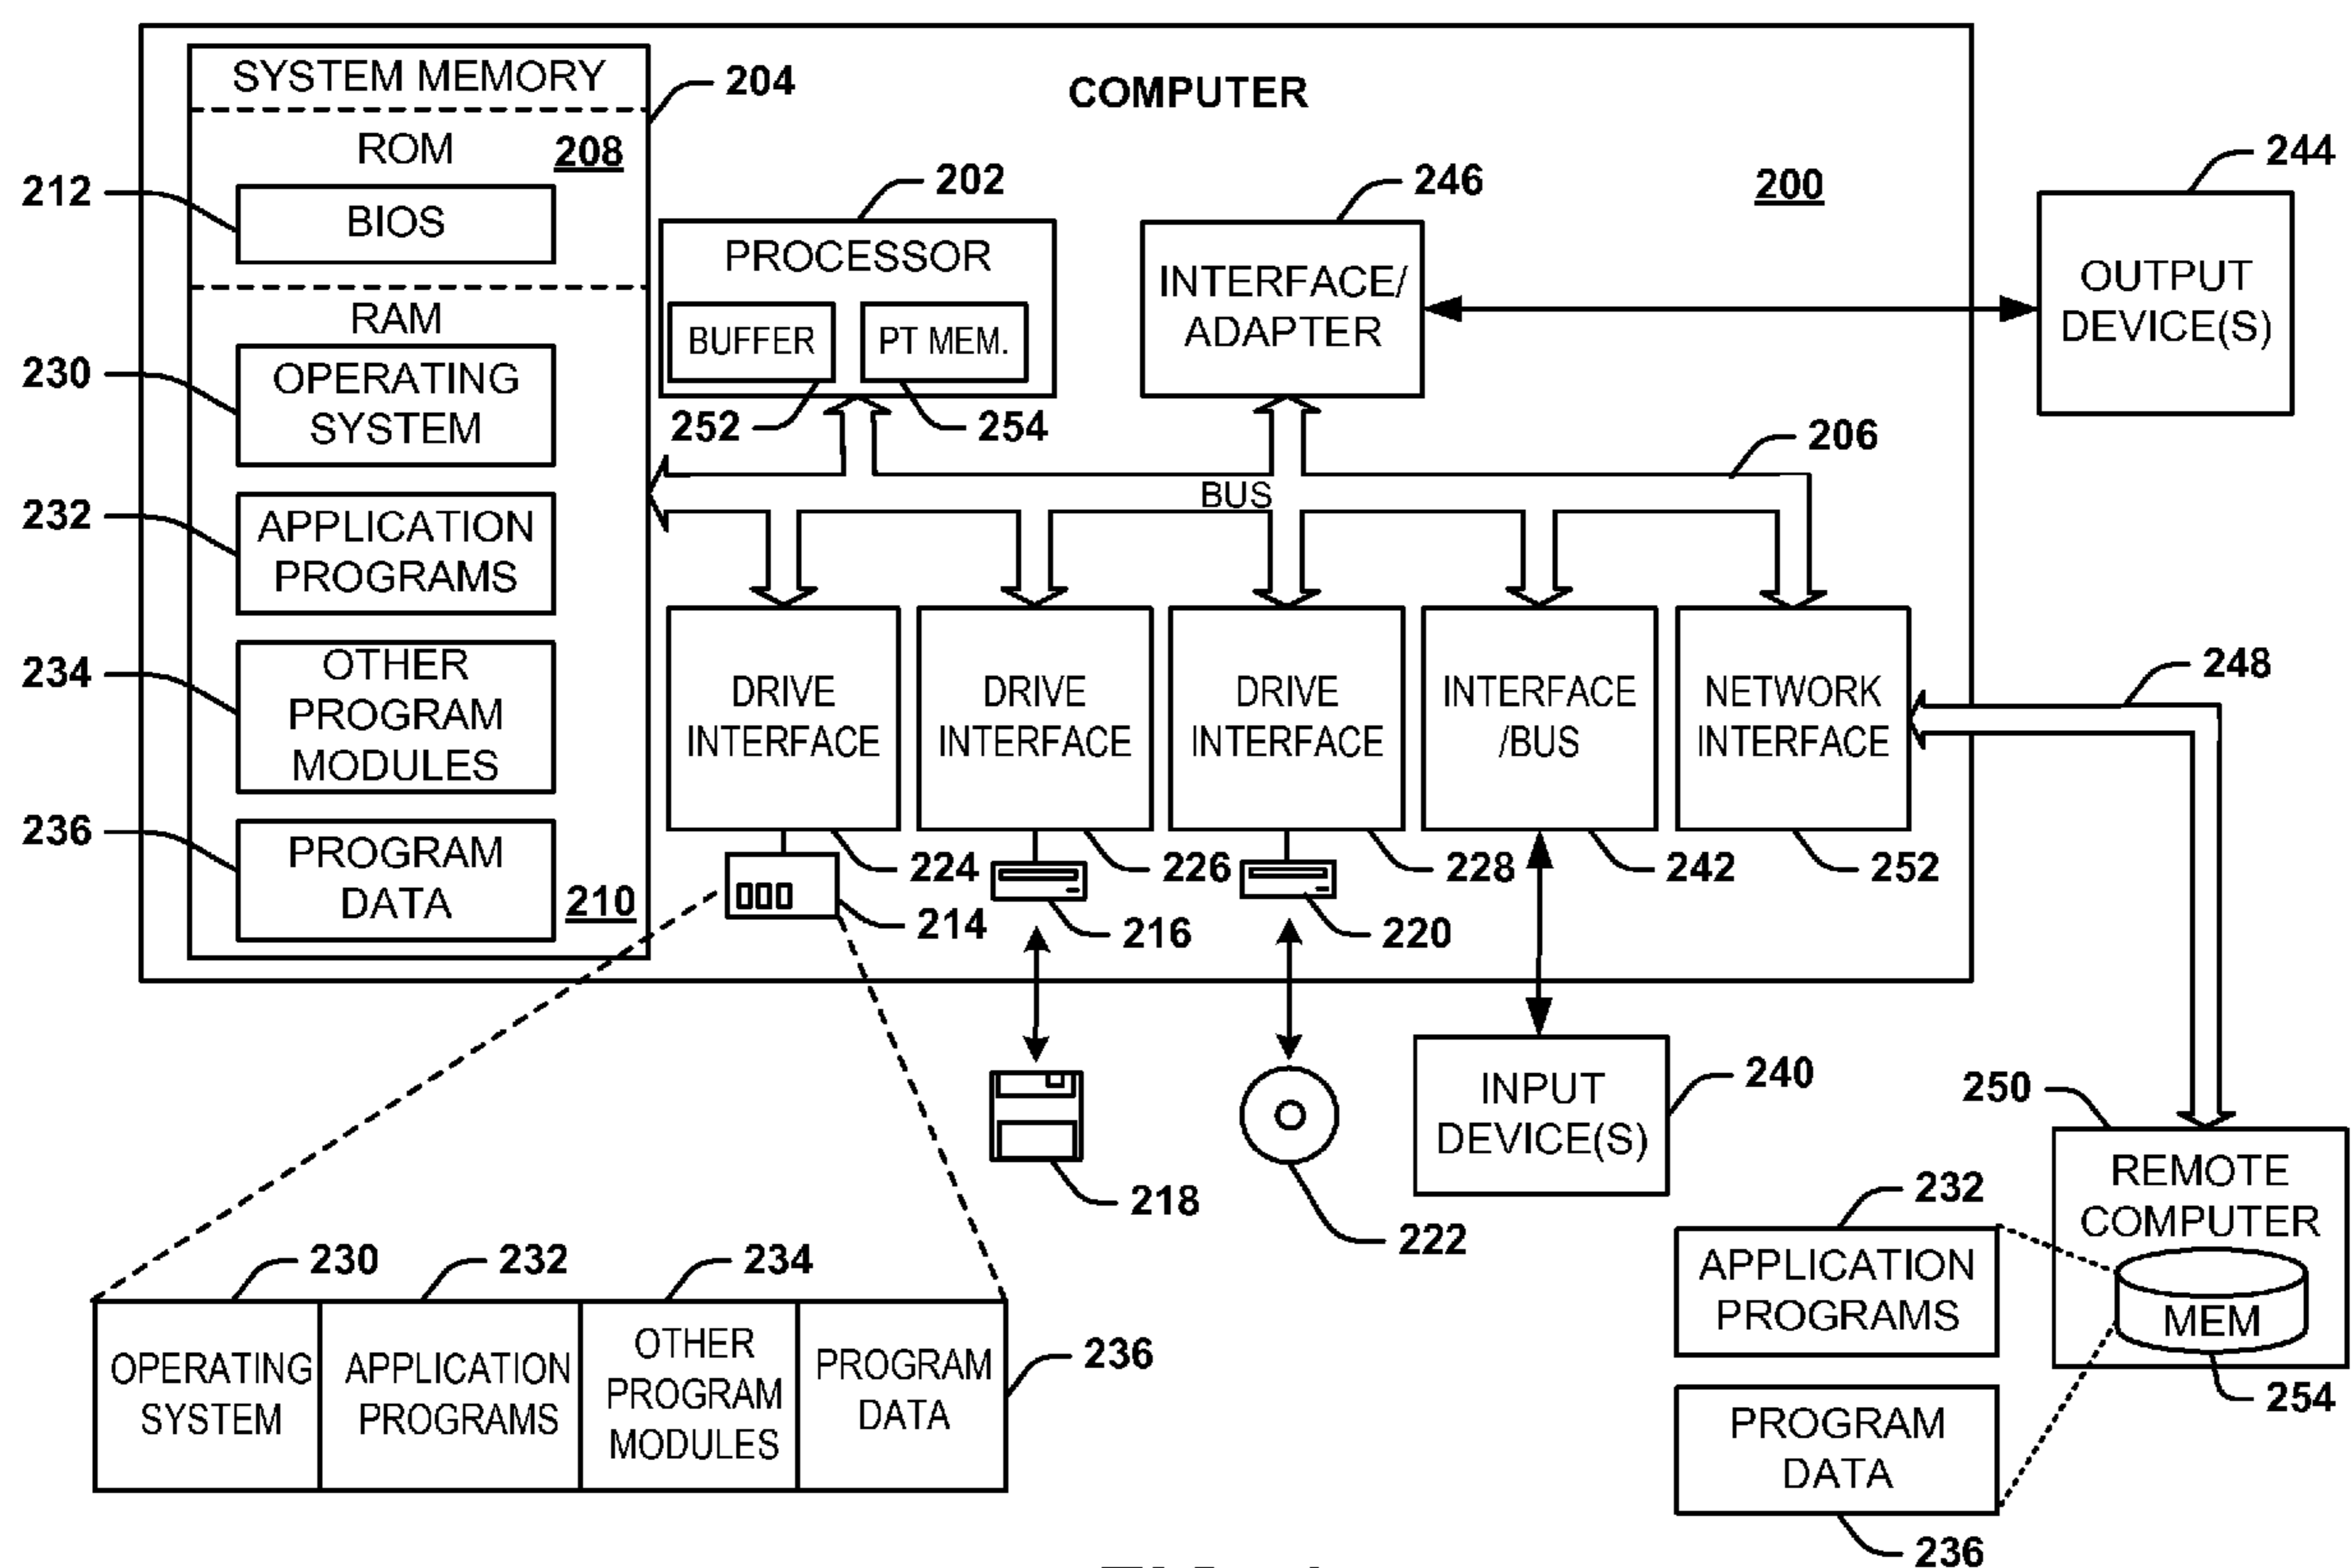 COMPUTER
200
SYSTEM MEMORY
204
ROM
208
212
BIOS
RAM
230
OPERATING
SYSTEM
232
APPLICATION
PROGRAMS
234
OTHER
PROGRAM
MODULES
236
PROGRAM
DATA
210
202
PROCESSOR
BUFFER
PT MEM.
252
254
246
INTERFACE/
ADAPTER
244
OUTPUT
DEVICE(S)
206
BUS
DRIVE
INTERFACE
224
DRIVE
INTERFACE
226
DRIVE
INTERFACE
228
INTERFACE
/BUS
242
NETWORK
INTERFACE
252
248
214
216
220
218
222
INPUT
DEVICE(S)
240
250
REMOTE
COMPUTER
MEM
254
232
APPLICATION
PROGRAMS
PROGRAM
DATA
236
230
OPERATING
SYSTEM
232
APPLICATION
PROGRAMS
234
OTHER
PROGRAM
MODULES
PROGRAM
DATA
236